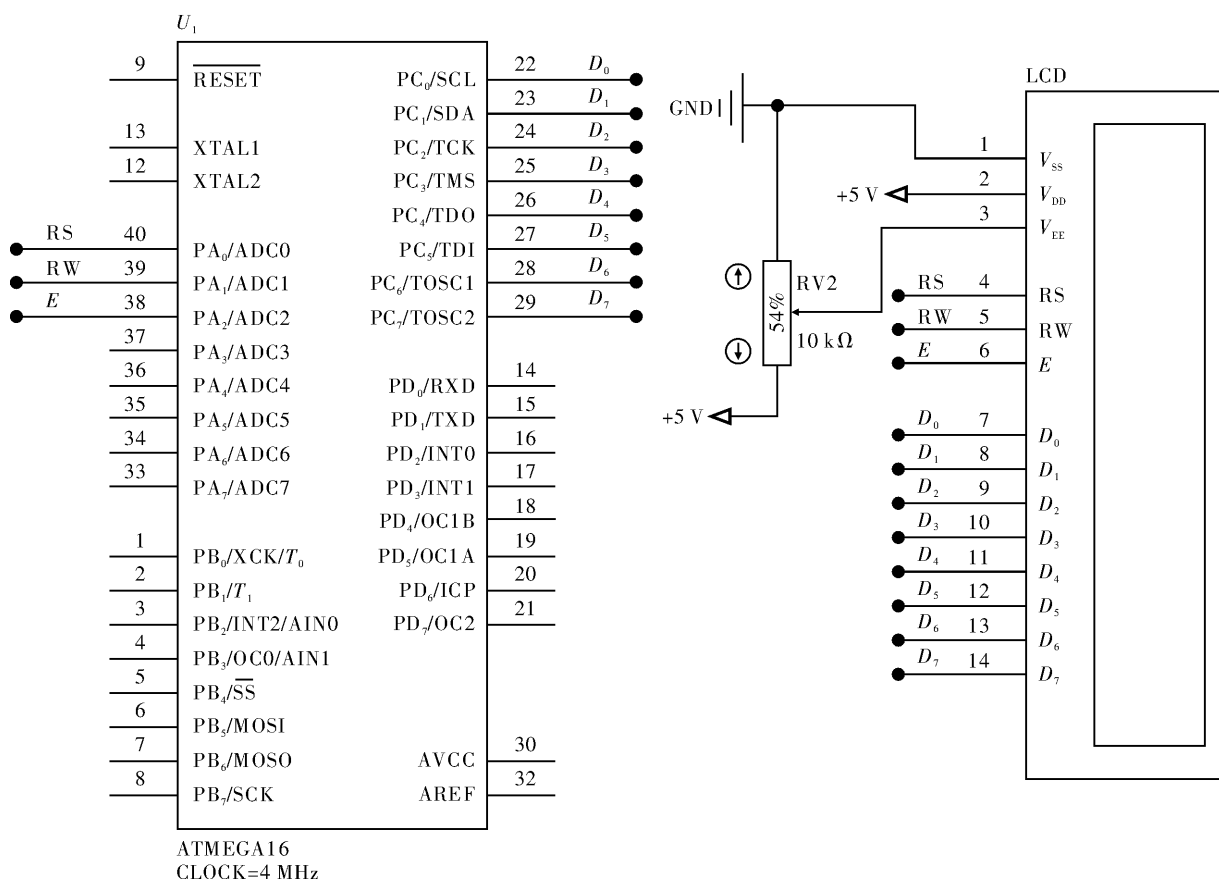 U₁
9 RESET PC₀/SCL 22 D₀
PC₁/SDA 23 D₁
13 XTAL1 PC₂/TCK 24 D₂
12 XTAL2 PC₃/TMS 25 D₃
PC₄/TDO 26 D₄
RS 40 PA₀/ADC0 PC₅/TDI 27 D₅
RW 39 PA₁/ADC1 PC₆/TOSC1 28 D₆
E 38 PA₂/ADC2 PC₇/TOSC2 29 D₇
37 PA₃/ADC3
36 PA₄/ADC4 PD₀/RXD 14
35 PA₅/ADC5 PD₁/TXD 15
34 PA₆/ADC6 PD₂/INT0 16
33 PA₇/ADC7 PD₃/INT1 17
PD₄/OC1B 18
1 PB₀/XCK/T₀ PD₅/OC1A 19
2 PB₁/T₁ PD₆/ICP 20
3 PB₂/INT2/AIN0 PD₇/OC2 21
4 PB₃/OC0/AIN1
5 PB₄/SS
6 PB₅/MOSI
7 PB₆/MOSO AVCC 30
8 PB₇/SCK AREF 32
ATMEGA16
CLOCK=4 MHz
GND
RV2
54%
10 kΩ
+5 V
LCD
1 V_SS
+5 V 2 V_DD
3 V_EE
RS 4 RS
RW 5 RW
E 6 E
D₀ 7 D₀
D₁ 8 D₁
D₂ 9 D₂
D₃ 10 D₃
D₄ 11 D₄
D₅ 12 D₅
D₆ 13 D₆
D₇ 14 D₇